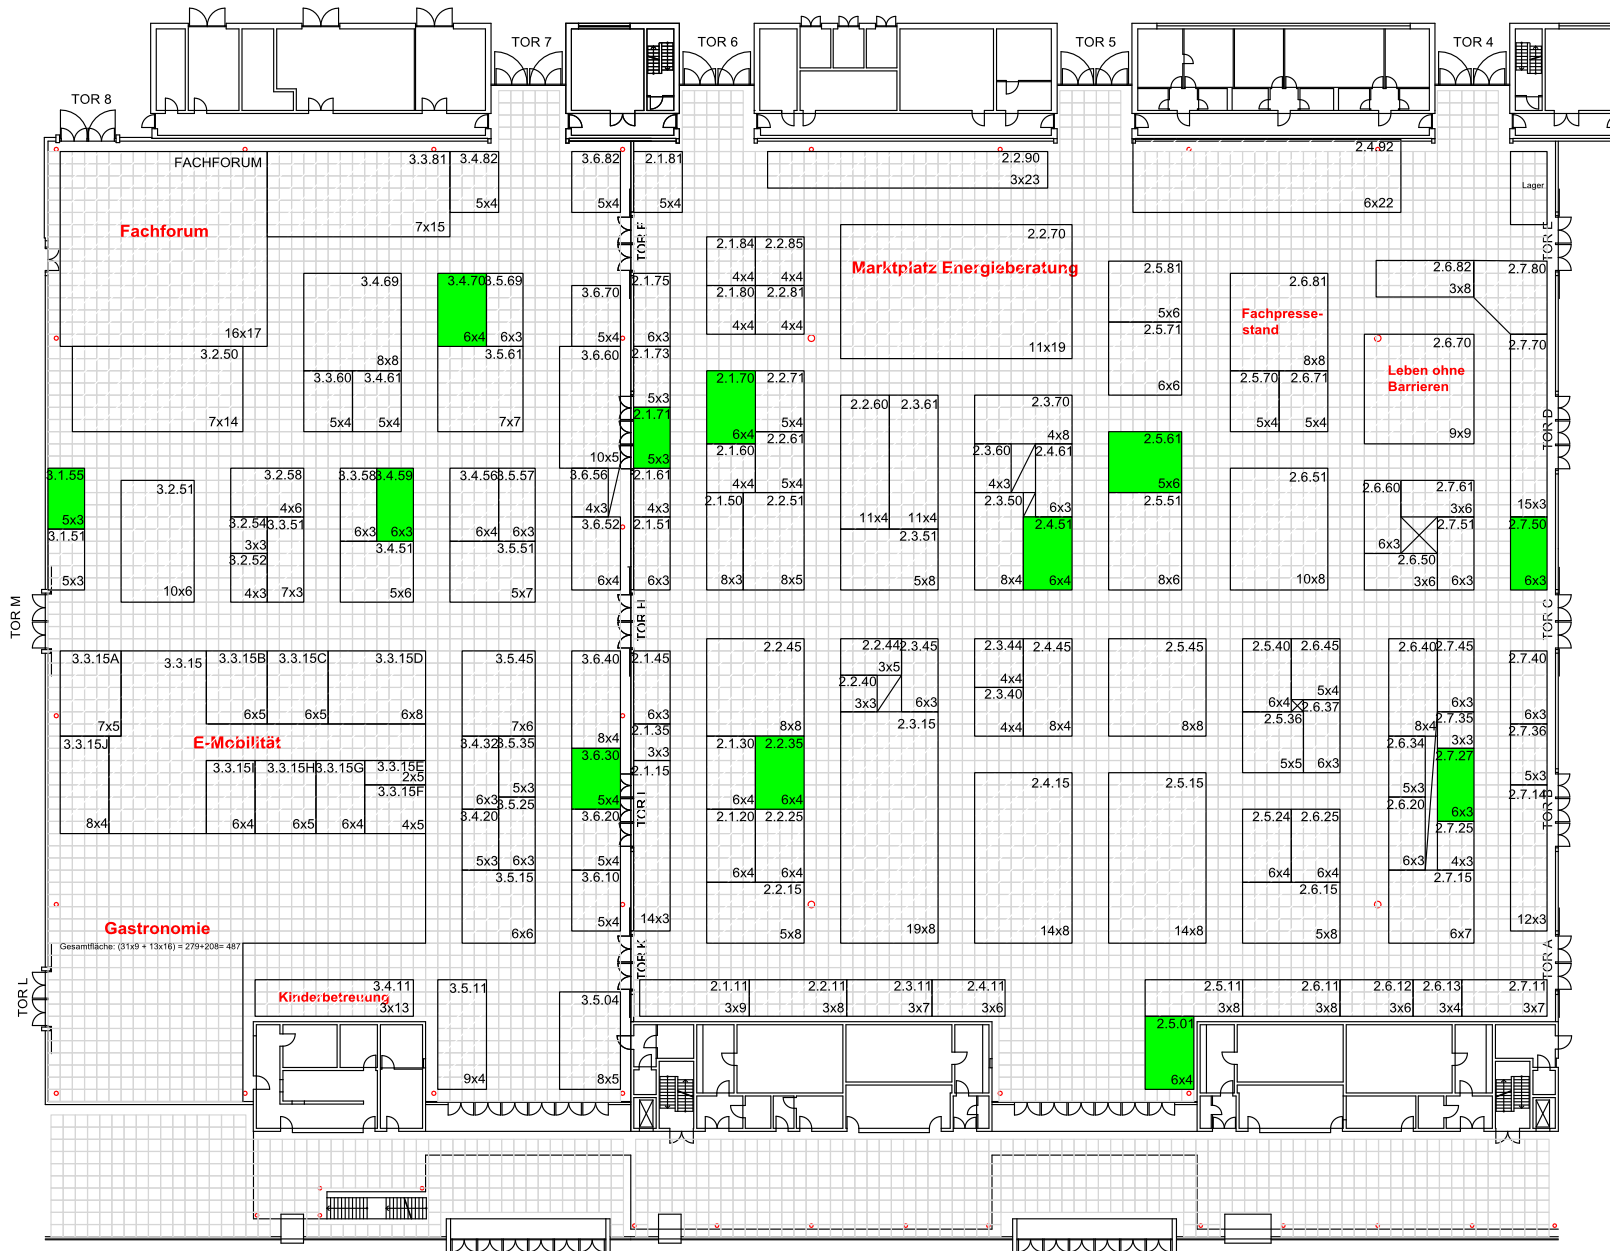 TOR 7
TOR 6
TOR 5
TOR 4
TOR 8
FACHFORUM
3.3.81
3.4.82
3.6.82
2.1.81
2.2.90
2.4.92
3x23
Lager
5x4
5x4
5x4
6x22
7x15
Fachforum
TOR F
TOR E
2.2.70
2.1.84
2.2.85
Marktplatz Energieberatung
4x4
4x4
2.1.80
2.2.81
4x4
4x4
11x19
2.5.81
5x6
2.5.71
6x6
2.6.81
Fachpresse-
stand
8x8
2.6.82
3x8
2.7.80
3.4.69
8x8
3.4.70
3.5.69
6x4
6x3
3.6.70
5x4
2.1.75
6x3
16x17
3.2.50
7x14
3.3.60
3.4.61
5x4
5x4
3.5.61
7x7
3.6.60
10x5
2.1.73
5x3
2.1.71
5x3
2.1.70
2.2.71
6x4
5x4
2.1.60
2.2.61
4x4
5x4
2.2.60
2.3.61
11x4
11x4
2.3.70
4x8
2.3.60
2.4.61
4x3
6x3
2.5.61
5x6
2.5.70
2.6.71
5x4
5x4
2.6.70
Leben ohne
Barrieren
9x9
2.7.70
15x3
TOR D
3.1.55
5x3
3.1.51
5x3
3.2.51
10x6
3.2.58
4x6
3.2.54
3.3.51
3x3
3.2.52
4x3
7x3
3.3.58
3.4.59
6x3
6x3
3.4.51
5x6
3.4.56
3.5.57
6x4
6x3
3.5.51
5x7
3.6.56
4x3
3.6.52
6x4
2.1.61
4x3
2.1.51
6x3
2.1.50
2.2.51
8x3
8x5
2.3.51
5x8
2.3.50
2.4.51
8x4
6x4
2.5.51
8x6
2.6.51
10x8
2.6.60
2.7.61
3x6
6x3
2.7.51
2.6.50
3x6
6x3
2.7.50
6x3
TOR M
TOR H
TOR C
3.3.15A
7x5
3.3.15
3.3.15B
6x5
3.3.15C
6x5
3.3.15D
6x8
E-Mobilität
3.3.15J
8x4
3.3.15I
6x4
3.3.15H
6x5
3.3.15G
6x4
3.3.15E
2x5
3.3.15F
4x5
3.5.45
7x6
3.4.32
3.5.35
5x3
6x3
3.5.25
3.4.20
5x3
6x3
3.5.15
6x6
3.6.40
8x4
3.6.30
5x4
3.6.20
5x4
3.6.10
5x4
2.1.45
6x3
2.1.35
3x3
2.1.15
14x3
TOR I
2.2.45
8x8
2.1.30
2.2.35
6x4
6x4
2.1.20
2.2.25
6x4
6x4
2.2.15
5x8
2.2.44
2.3.45
3x5
2.2.40
3x3
6x3
2.3.15
19x8
2.3.44
2.4.45
4x4
2.3.40
4x4
8x4
2.4.15
14x8
2.5.45
8x8
2.5.15
14x8
2.5.40
2.6.45
6x4
5x4
2.6.37
2.5.36
5x5
6x3
2.5.24
2.6.25
6x4
6x4
2.6.15
5x8
2.6.40
2.7.45
6x3
8x4
2.7.35
3x3
2.6.34
2.7.27
5x3
6x3
2.6.20
2.7.25
6x3
4x3
2.7.15
6x7
2.7.40
6x3
2.7.36
5x3
2.7.14
12x3
TOR B
Gastronomie
Gesamtfläche: (31x9 + 13x16) = 279+208= 487
TOR L
TOR K
TOR A
3.4.11
Kinderbetreuung
3x13
3.5.11
9x4
3.5.04
8x5
2.1.11
3x9
2.2.11
3x8
2.3.11
3x7
2.4.11
3x6
2.5.11
3x8
2.6.11
3x8
2.6.12
3x6
2.6.13
3x4
2.7.11
3x7
2.5.01
6x4